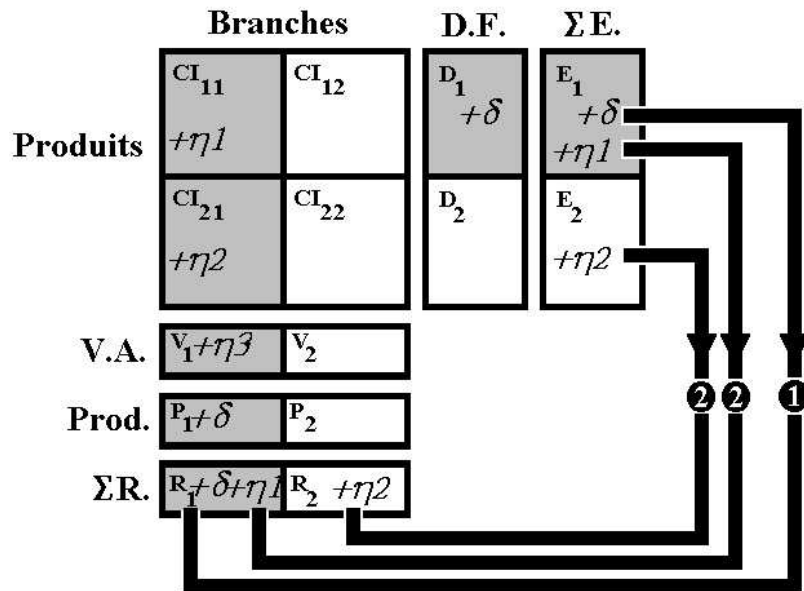 Branches D.F. ΣE.
CI11 CI12 D1 E1
+δ +δ
Produits +η1 +η1
CI21 CI22 D2 E2
+η2 +η2
V.A. V1+η3 V2
Prod. P1+δ P2 2 2 1
ΣR. R1+δ+η1 R2 +η2